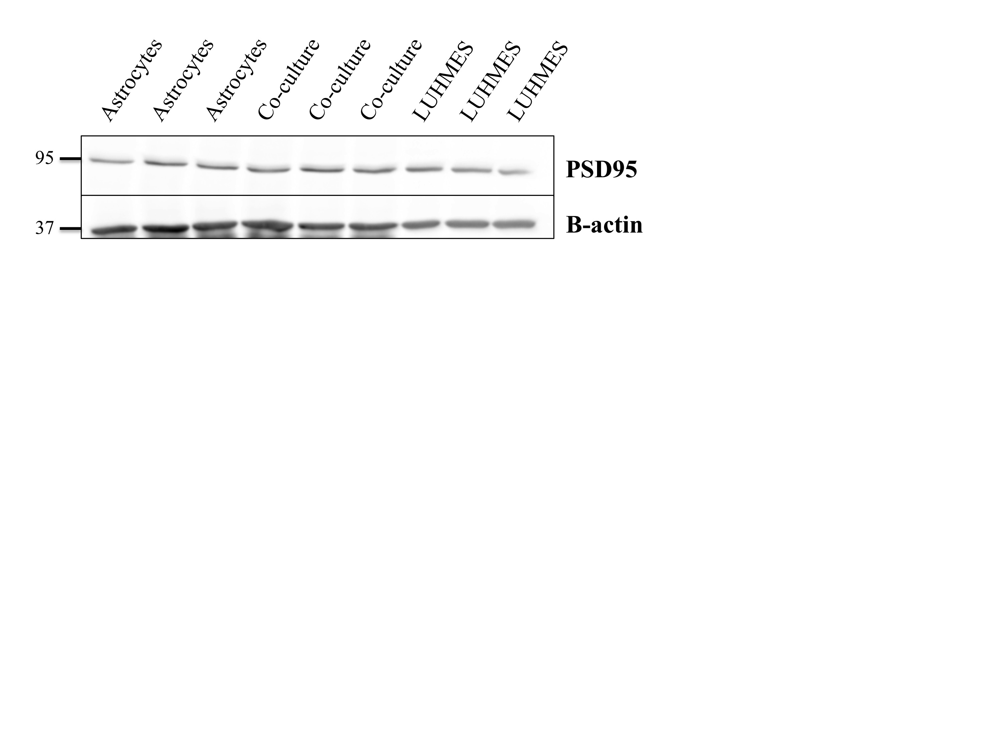 Astrocytes
Astrocytes
Astrocytes
Co-culture
Co-culture
Co-culture
LUHMES
LUHMES
LUHMES
95
PSD95
37
B-actin